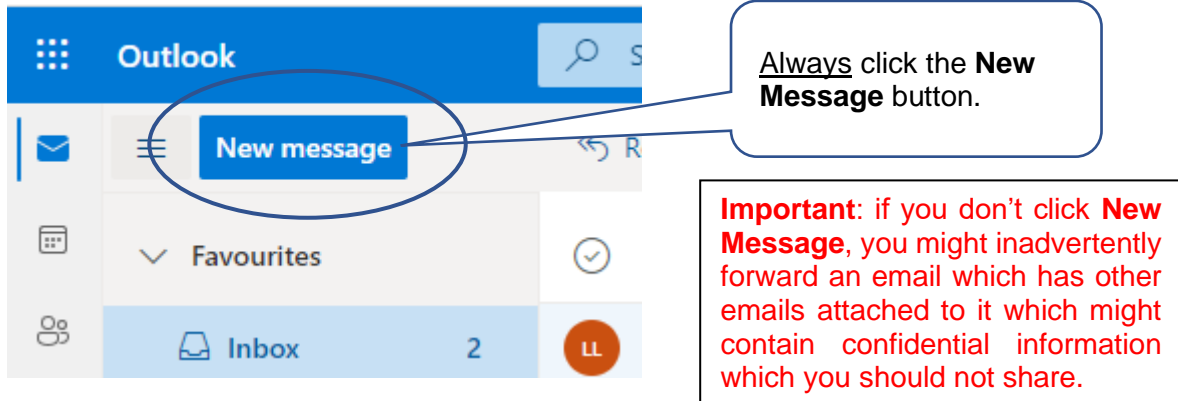 Outlook
S
New message
R
Favourites
Inbox 2
LL
Always click the New
Message button.
Important: if you don’t click New
Message, you might inadvertently
forward an email which has other
emails attached to it which might
contain confidential information
which you should not share.